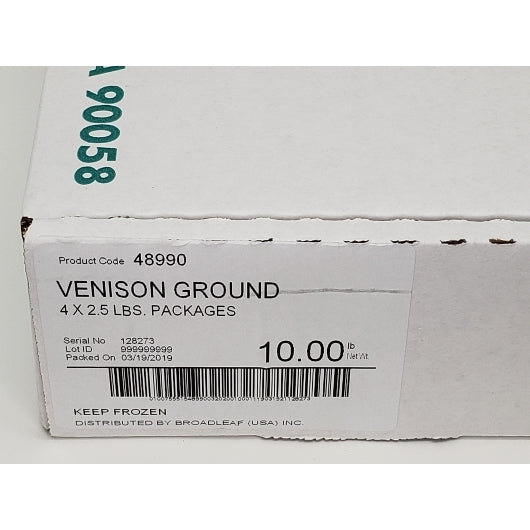 A 90058
Product Code 48990
VENISON GROUND
4 X 2.5 LBS. PACKAGES
Serial No 128273
Lot ID 999999999
Packed On 03/19/2019
10.00 lb Net Wt.
KEEP FROZEN
DISTRIBUTED BY BROADLEAF (USA) INC.